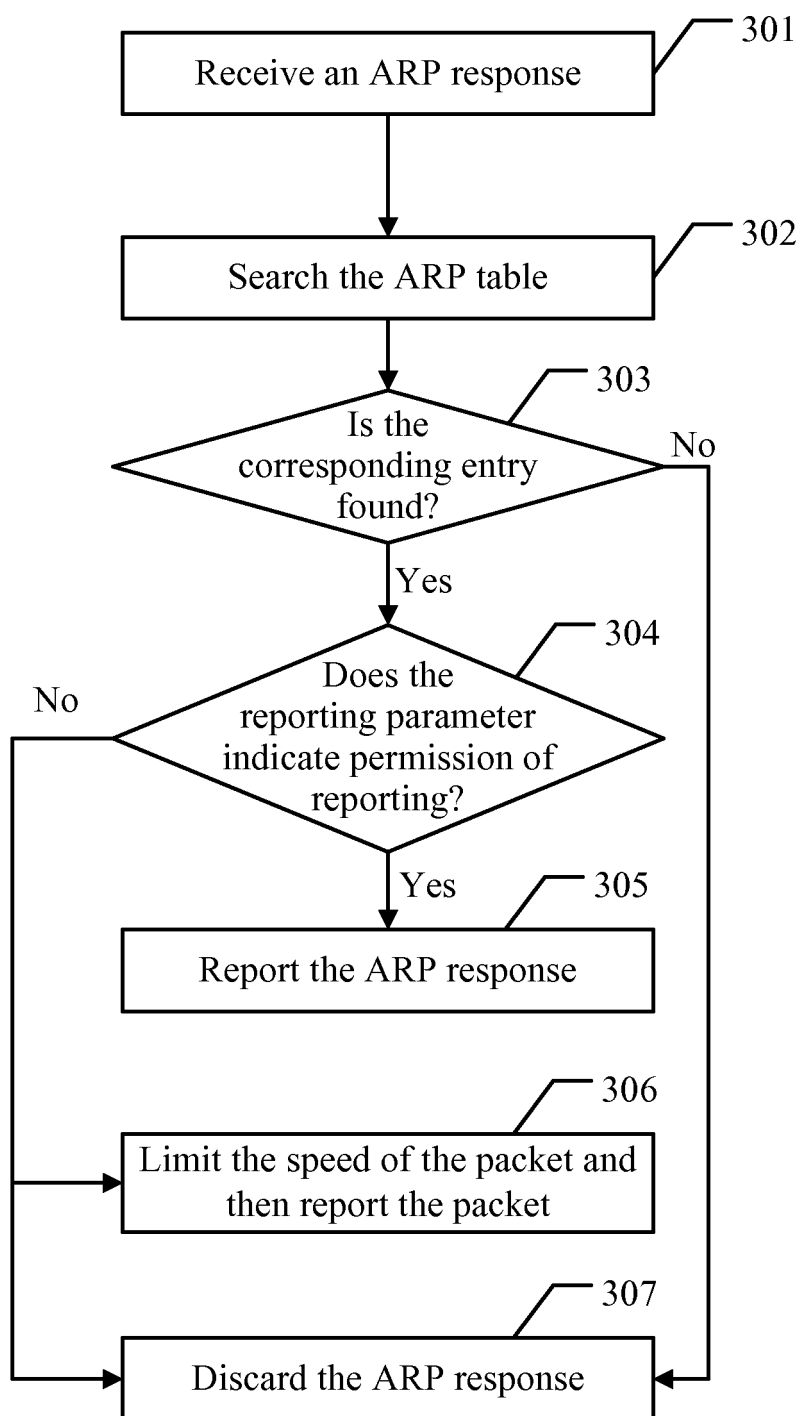 301
Receive an ARP response
302
Search the ARP table
303
Is the
corresponding entry
found?
No
Yes
304
Does the
reporting parameter
indicate permission of
reporting?
No
Yes
305
Report the ARP response
306
Limit the speed of the packet and
then report the packet
307
Discard the ARP response